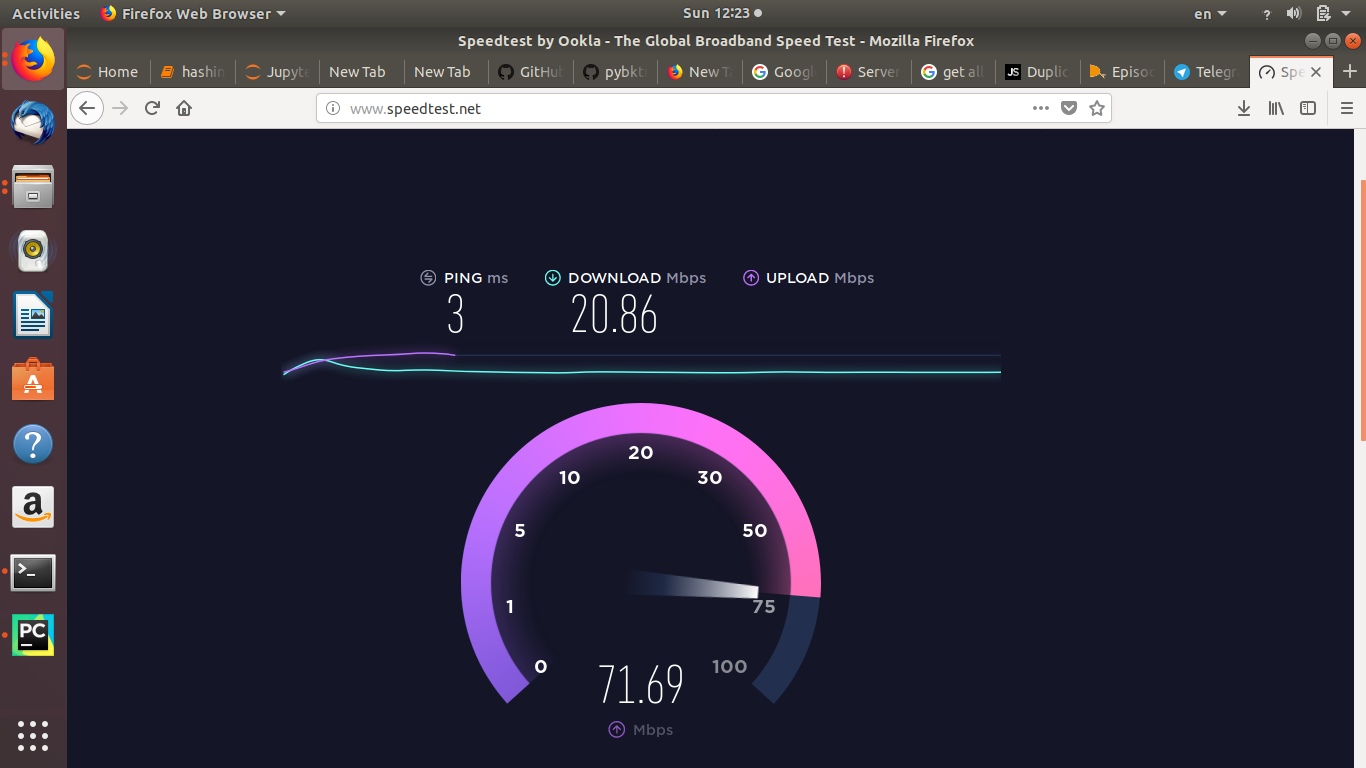 Activities Firefox Web Browser Sun 12:23 en ?
Speedtest by Ookla - The Global Broadband Speed Test - Mozilla Firefox
Home hashin Jupyte New Tab New Tab GitHu pybkt New T Googl Server get all JS Duplic Episo Telegr Spe
www.speedtest.net
PING ms DOWNLOAD Mbps UPLOAD Mbps
3 20.86
20
10 30
5 50
1 75
0 100
71.69
Mbps
A
?
a
>_
PC